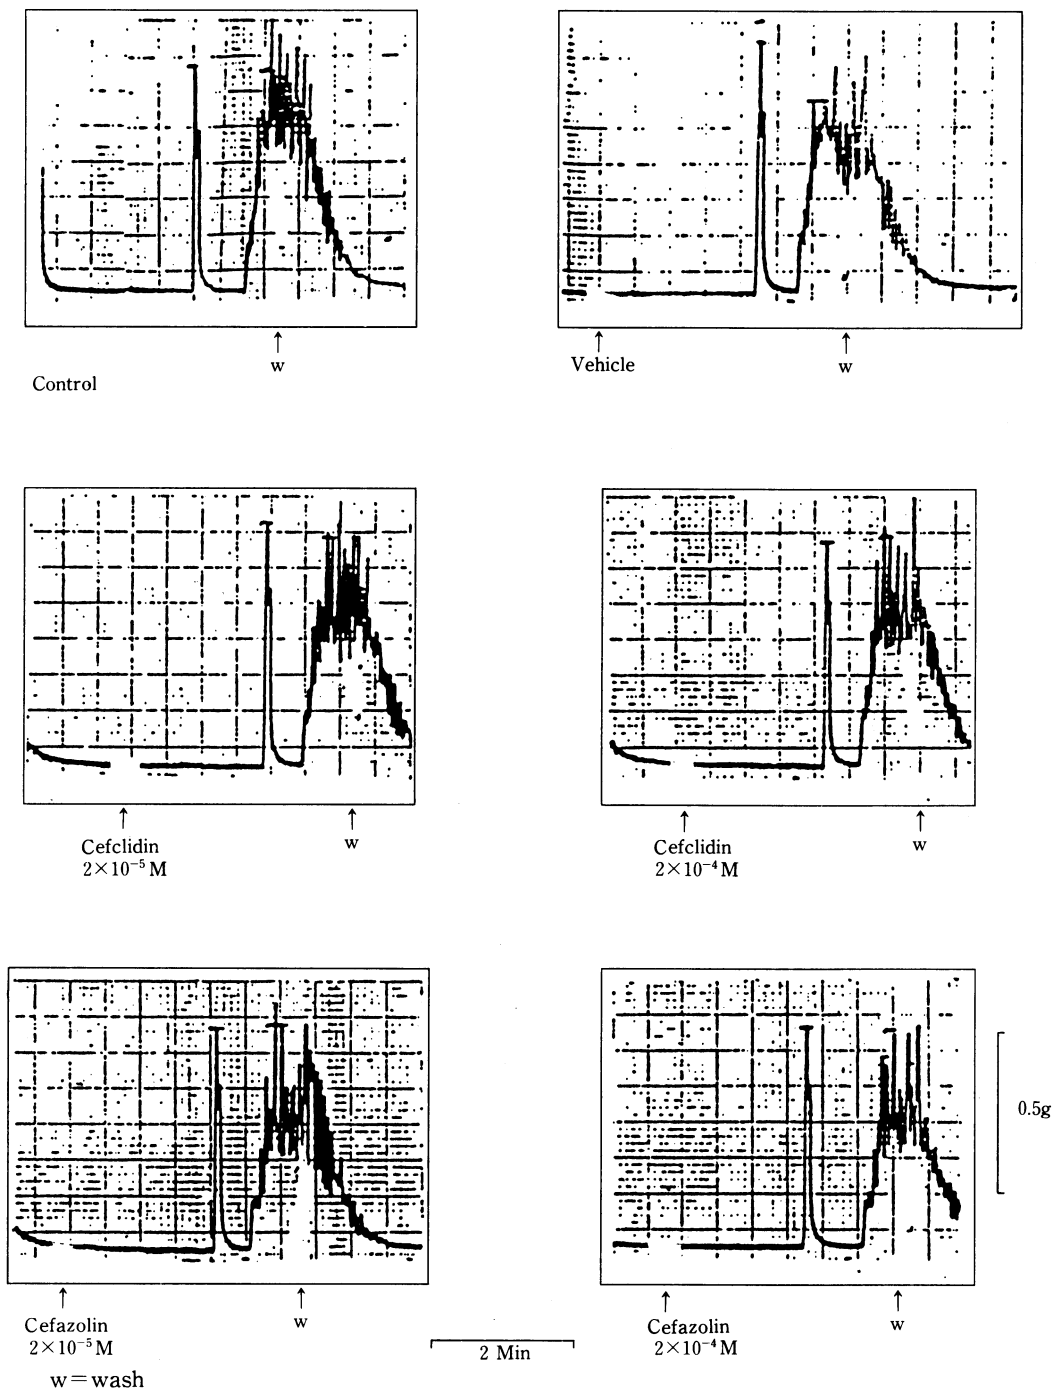 ↑ w
Control
↑ Vehicle ↑ w
↑ Cefclidin
2×10⁻⁵ M
↑ w
↑ Cefclidin
2×10⁻⁴ M
↑ w
0.5g
↑ Cefazolin
2×10⁻⁵ M
↑ w
↑ Cefazolin
2×10⁻⁴ M
↑ w
2 Min
w=wash